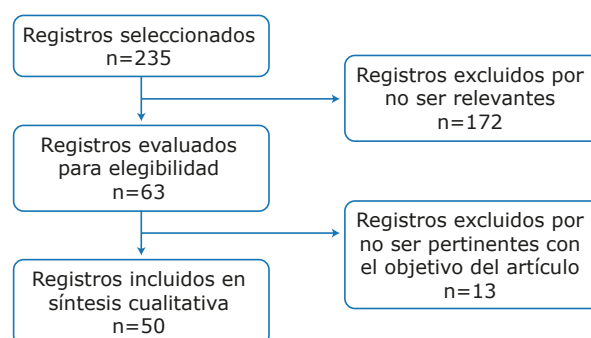 Registros seleccionados
n=235
Registros excluidos por
no ser relevantes
n=172
Registros evaluados
para elegibilidad
n=63
Registros excluidos por
no ser pertinentes con
el objetivo del artículo
n=13
Registros incluidos en
síntesis cualitativa
n=50